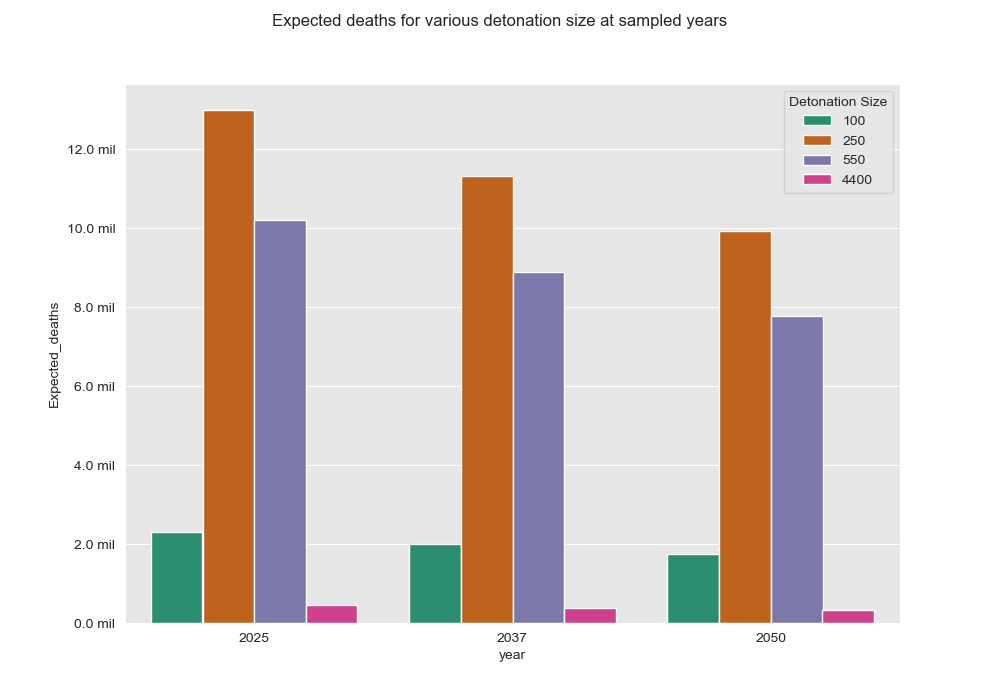 Expected deaths for various detonation size at sampled years
Detonation Size
100
250
550
4400
12.0 mil
10.0 mil
8.0 mil
6.0 mil
4.0 mil
2.0 mil
0.0 mil
Expected_deaths
2025
2037
2050
year